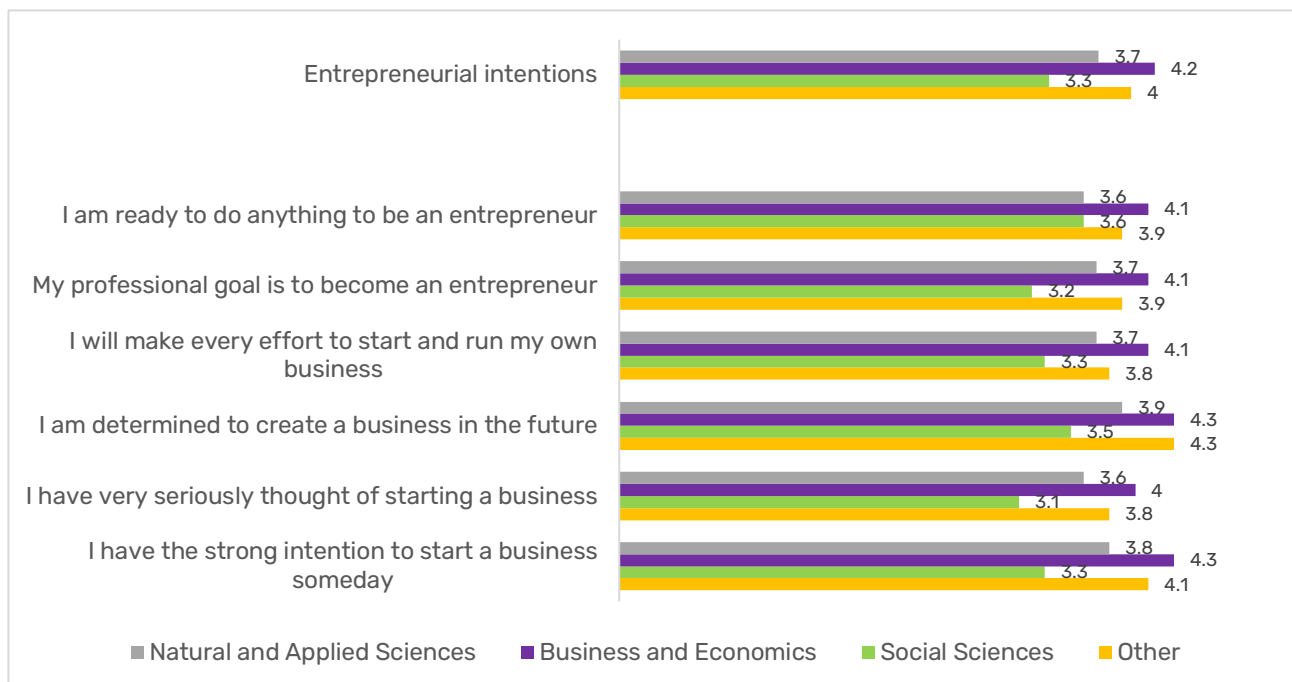 Entrepreneurial intentions
3.7
4.2
3.3
4
I am ready to do anything to be an entrepreneur
3.6
4.1
3.6
3.9
My professional goal is to become an entrepreneur
3.7
4.1
3.2
3.9
I will make every effort to start and run my own
business
3.7
4.1
3.3
3.8
I am determined to create a business in the future
3.9
4.3
3.5
4.3
I have very seriously thought of starting a business
3.6
4
3.1
3.8
I have the strong intention to start a business
someday
3.8
4.3
3.3
4.1
Natural and Applied Sciences Business and Economics Social Sciences Other